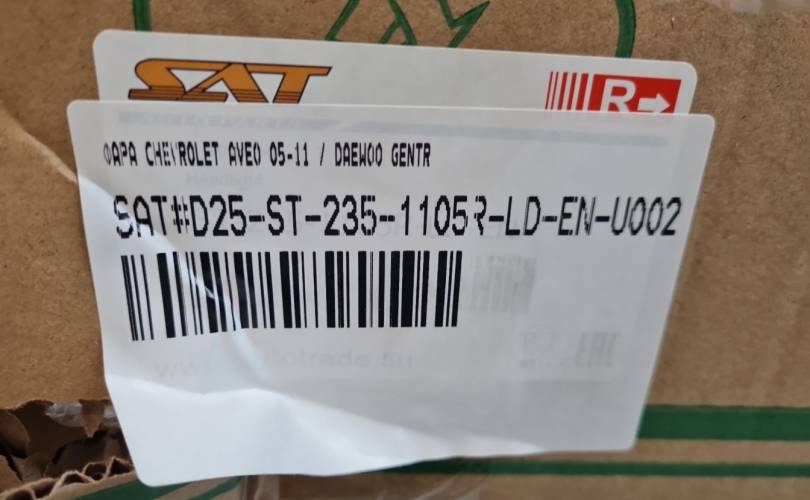 SAT
R→
ФАРА CHEVROLET AVEO 05-11 / DAEWOO GENTR
SAT#D25-ST-235-1105R-LD-EN-U002